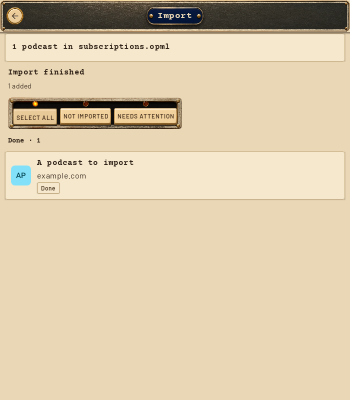 Import
1 podcast in subscriptions.opml
Import finished
1 added
SELECT ALL NOT IMPORTED NEEDS ATTENTION
Done · 1
AP
A podcast to import
example.com
Done